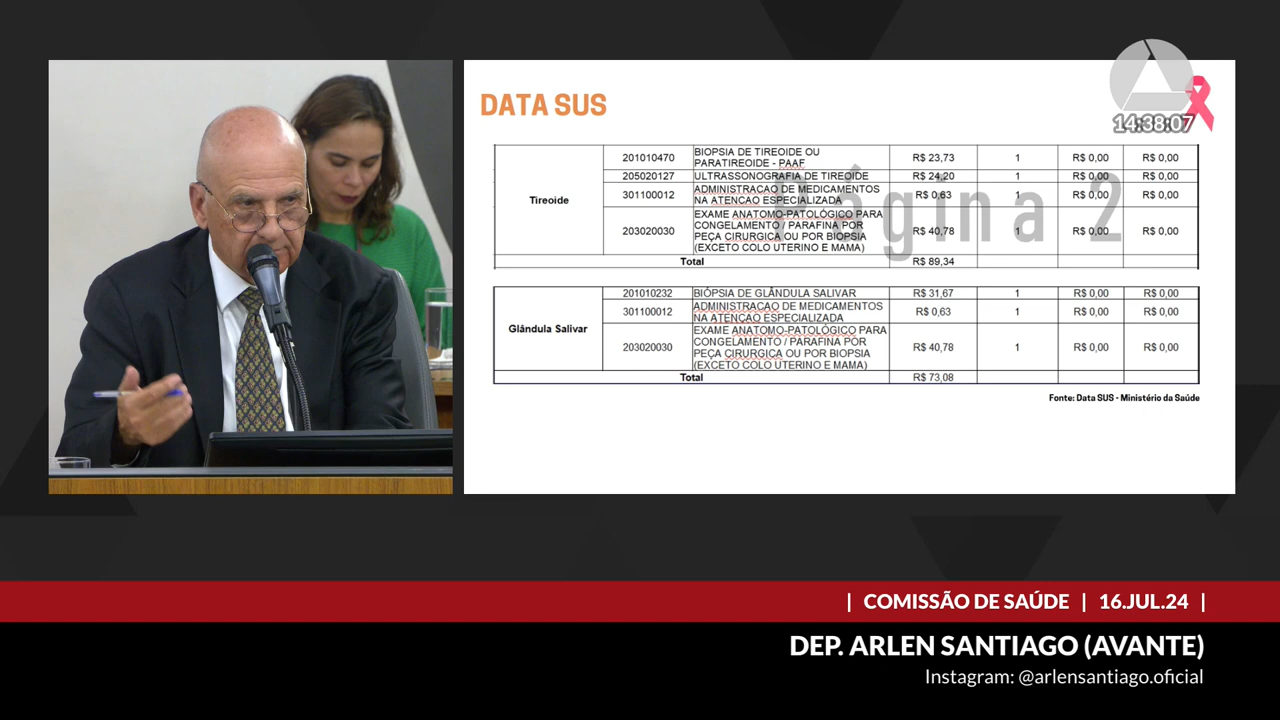 14:38:07
DATA SUS
Tireoide
201010470
BIOPSIA DE TIREOIDE OU
PARATIREOIDE - PAAF
R$ 23,73
1
R$ 0,00
R$ 0,00
205020127
ULTRASSONOGRAFIA DE TIREOIDE
R$ 24,20
1
R$ 0,00
R$ 0,00
301100012
ADMINISTRAÇAO DE MEDICAMENTOS
NA ATENÇAO ESPECIALIZADA
R$ 0,63
1
R$ 0,00
R$ 0,00
203020030
EXAME ANATOMO-PATOLÓGICO PARA
CONGELAMENTO / PARAFINA POR
PEÇA CIRURGICA OU POR BIOPSIA
(EXCETO COLO UTERINO E MAMA)
R$ 40,78
1
R$ 0,00
R$ 0,00
Total
R$ 89,34
Página 2
Glândula Salivar
201010232
BIÓPSIA DE GLÂNDULA SALIVAR
R$ 31,67
1
R$ 0,00
R$ 0,00
301100012
ADMINISTRAÇAO DE MEDICAMENTOS
NA ATENÇAO ESPECIALIZADA
R$ 0,63
1
R$ 0,00
R$ 0,00
203020030
EXAME ANATOMO-PATOLÓGICO PARA
CONGELAMENTO / PARAFINA POR
PEÇA CIRURGICA OU POR BIOPSIA
(EXCETO COLO UTERINO E MAMA)
R$ 40,78
1
R$ 0,00
R$ 0,00
Total
R$ 73,08
Fonte: Data SUS - Ministério da Saúde
| COMISSÃO DE SAÚDE | 16.JUL.24 |
DEP. ARLEN SANTIAGO (AVANTE)
Instagram: @arlensantiago.oficial